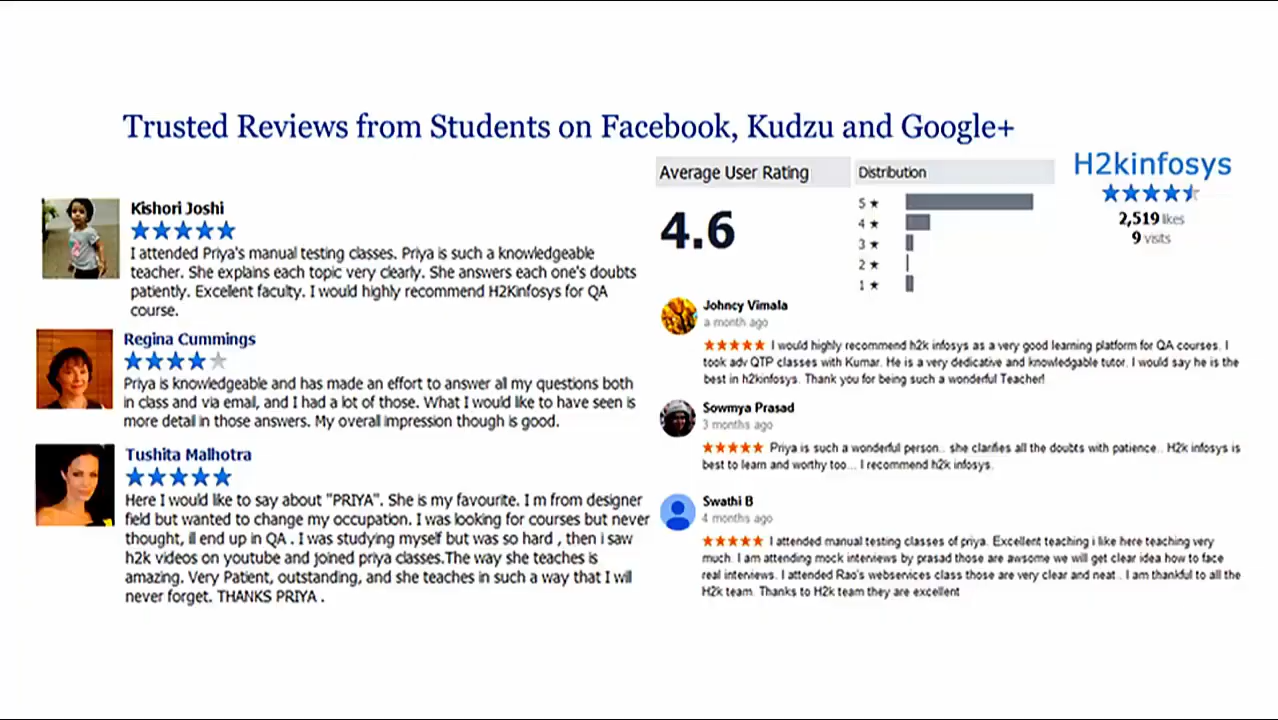 Trusted Reviews from Students on Facebook, Kudzu and Google+
Kishori Joshi
I attended Priya's manual testing classes. Priya is such a knowledgeable
teacher. She explains each topic very clearly. She answers each one's doubts
patiently. Excellent faculty. I would highly recommend H2Kinfosys for QA
course.
Regina Cummings
Priya is knowledgeable and has made an effort to answer all my questions both
in class and via email, and I had a lot of those. What I would like to have seen is
more detail in those answers. My overall impression though is good.
Tushita Malhotra
Here I would like to say about "PRIYA". She is my favourite. I m from designer
field but wanted to change my occupation. I was looking for courses but never
thought, ill end up in QA . I was studying myself but was so hard , then i saw
h2k videos on youtube and joined priya classes.The way she teaches is
amazing. Very Patient, outstanding, and she teaches in such a way that I will
never forget. THANKS PRIYA .
Average User Rating
4.6
Distribution
5 ★
4 ★
3 ★
2 ★
1 ★
H2kinfosys
2,519 likes
9 visits
Johncy Vimala
a month ago
I would highly recommend h2k infosys as a very good learning platform for QA courses. I
took adv QTP classes with Kumar. He is a very dedicative and knowledgable tutor. I would say he is the
best in h2kinfosys. Thank you for being such a wonderful Teacher!
Sowmya Prasad
3 months ago
Priya is such a wonderful person.. she clarifies all the doubts with patience.. H2k infosys is
best to learn and worthy too... I recommend h2k infosys.
Swathi B
4 months ago
I attended manual testing classes of priya. Excellent teaching i like here teaching very
much. I am attending mock interviews by prasad those are awsome we will get clear idea how to face
real interviews. I attended Rao's webservices class those are very clear and neat.. I am thankful to all the
H2k team. Thanks to H2k team they are excellent